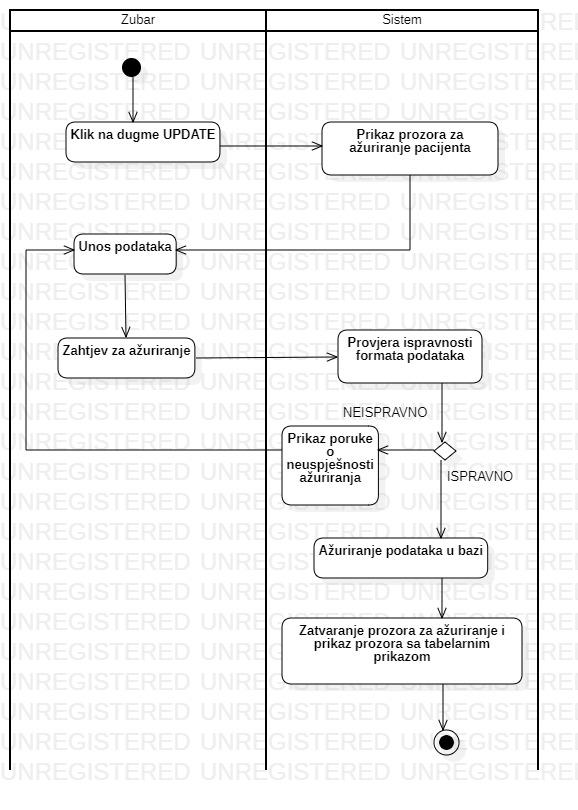 Zubar
Sistem
Klik na dugme UPDATE
Prikaz prozora za
ažuriranje pacijenta
Unos podataka
Zahtjev za ažuriranje
Provjera ispravnosti
formata podataka
NEISPRAVNO
Prikaz poruke
o
neuspješnosti
ažuriranja
ISPRAVNO
Ažuriranje podataka u bazi
Zatvaranje prozora za ažuriranje i
prikaz prozora sa tabelarnim
prikazom
UNREGISTERED